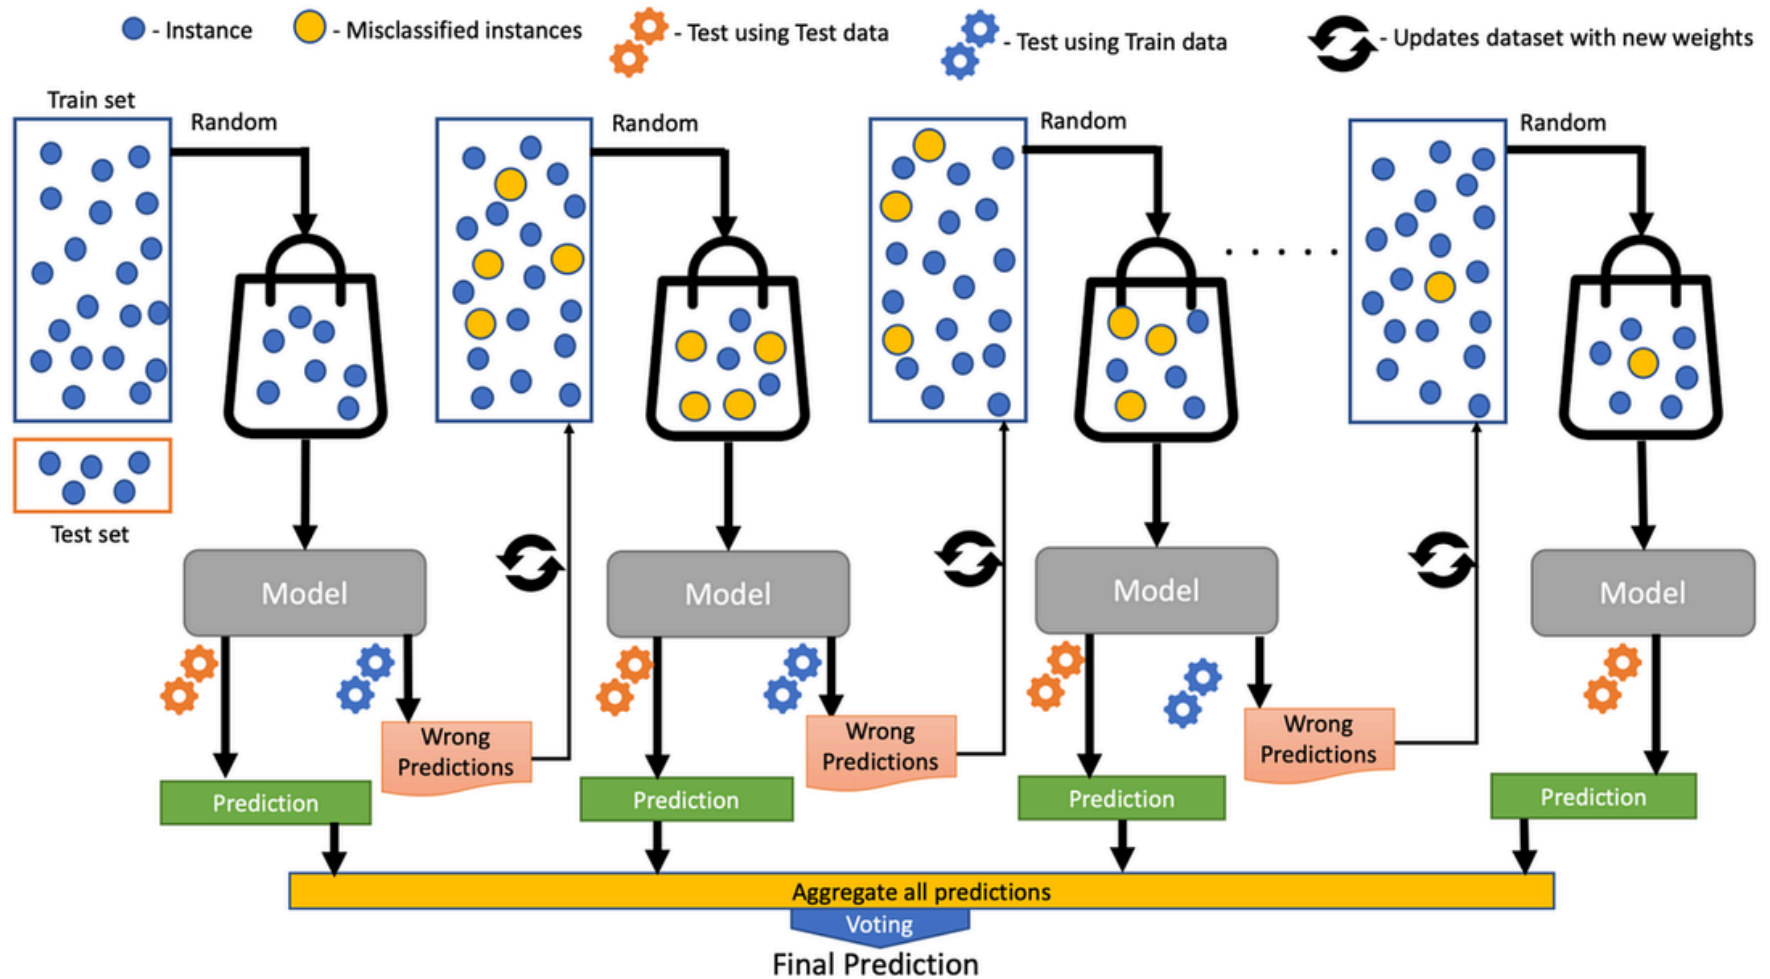 - Instance
- Misclassified instances
- Test using Test data
- Test using Train data
- Updates dataset with new weights
Train set
Random
Random
Random
Random
. . . . . .
Test set
Model
Model
Model
Model
Wrong
Predictions
Wrong
Predictions
Wrong
Predictions
Prediction
Prediction
Prediction
Prediction
Aggregate all predictions
Voting
Final Prediction